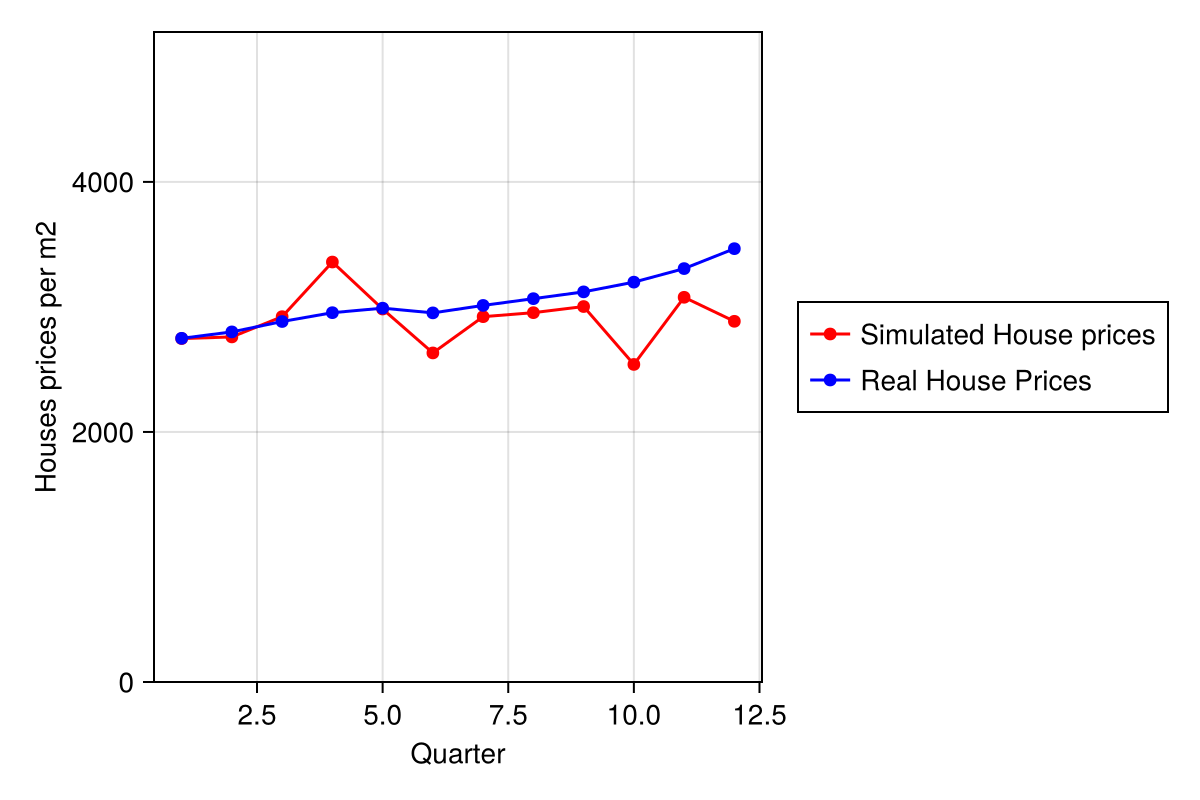 Houses prices per m2
4000
2000
0
2.5 5.0 7.5 10.0 12.5
Quarter
Simulated House prices
Real House Prices